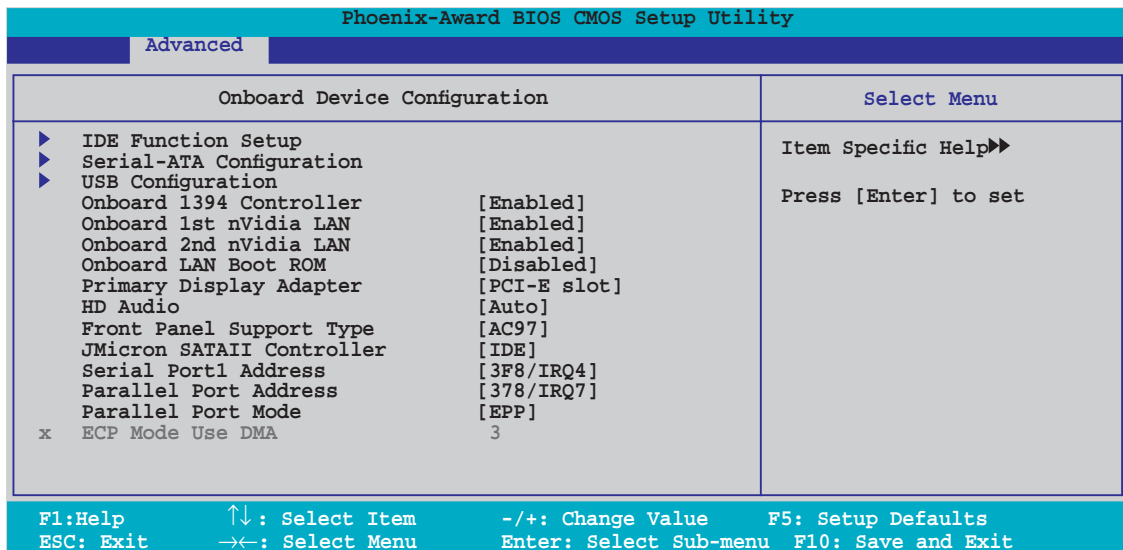 Phoenix-Award BIOS CMOS Setup Utility
Advanced
Onboard Device Configuration
Select Menu
IDE Function Setup
Serial-ATA Configuration
USB Configuration
Onboard 1394 Controller [Enabled]
Onboard 1st nVidia LAN [Enabled]
Onboard 2nd nVidia LAN [Enabled]
Onboard LAN Boot ROM [Disabled]
Primary Display Adapter [PCI-E slot]
HD Audio [Auto]
Front Panel Support Type [AC97]
JMicron SATAII Controller [IDE]
Serial Port1 Address [3F8/IRQ4]
Parallel Port Address [378/IRQ7]
Parallel Port Mode [EPP]
x ECP Mode Use DMA 3
Item Specific Help▶▶
Press [Enter] to set
F1:Help ↑↓: Select Item -/+: Change Value F5: Setup Defaults
ESC: Exit →←: Select Menu Enter: Select Sub-menu F10: Save and Exit